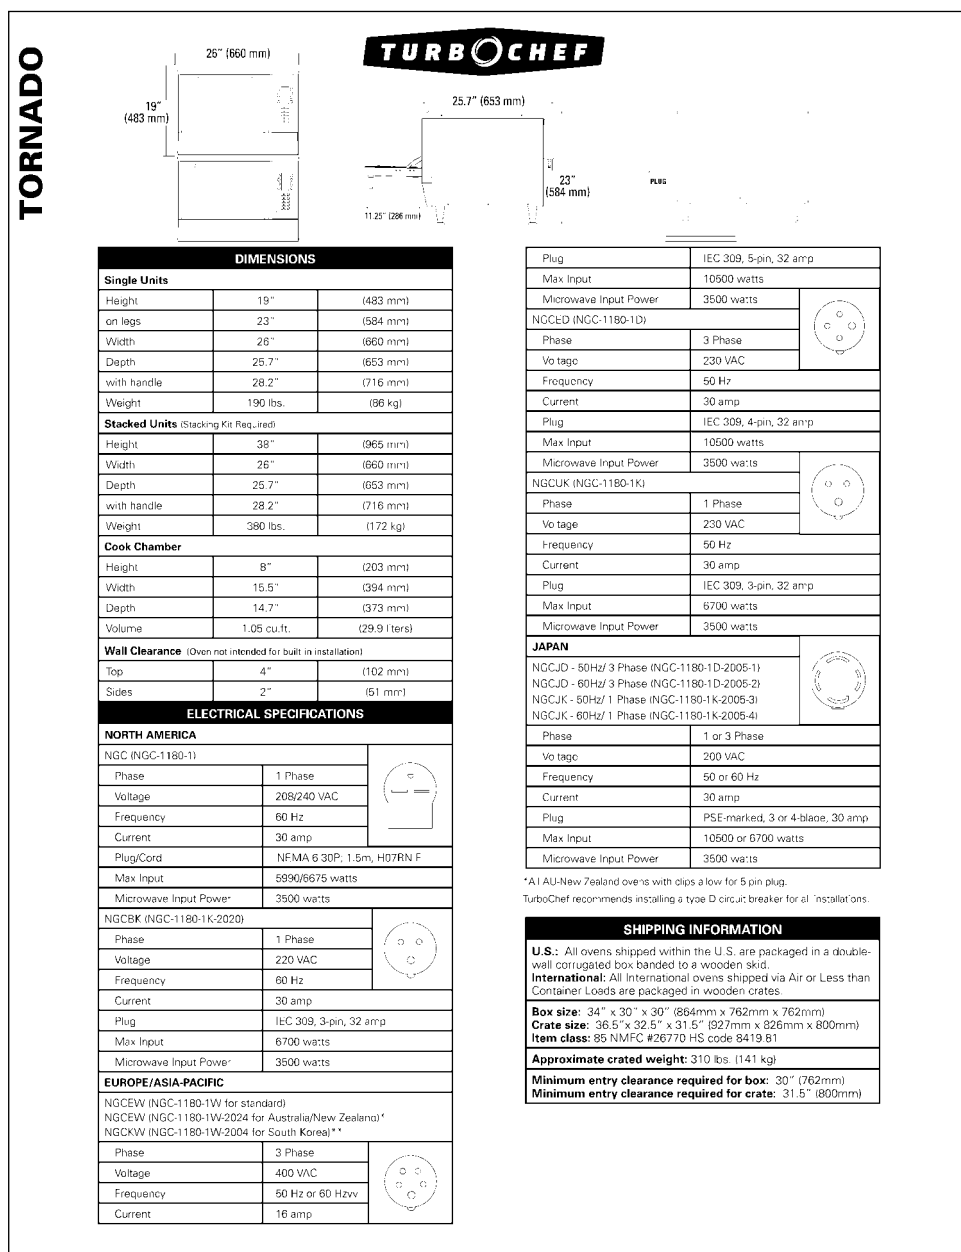 TORNADO
TURBOCHEF
26" (660 mm)
19"
(483 mm)
25.7" (653 mm)
23"
(584 mm)
11.25" (286 mm)
PLUG
DIMENSIONS
Single Units
Height 19" (483 mm)
on legs 23" (584 mm)
Width 26" (660 mm)
Depth 25.7" (653 mm)
with handle 28.2" (716 mm)
Weight 190 lbs. (86 kg)
Stacked Units (Stacking Kit Required)
Height 38" (965 mm)
Width 26" (660 mm)
Depth 25.7" (653 mm)
with handle 28.2" (716 mm)
Weight 380 lbs. (172 kg)
Cook Chamber
Height 8" (203 mm)
Width 15.5" (394 mm)
Depth 14.7" (373 mm)
Volume 1.05 cu.ft. (29.9 liters)
Wall Clearance (Oven not intended for built-in installation)
Top 4" (102 mm)
Sides 2" (51 mm)
ELECTRICAL SPECIFICATIONS
NORTH AMERICA
NGC (NGC-1180-1)
Phase 1 Phase
Voltage 208/240 VAC
Frequency 60 Hz
Current 30 amp
Plug/Cord NEMA 6-30P; 1.5m, H07RN-F
Max Input 5990/6675 watts
Microwave Input Power 3500 watts
NGCBK (NGC-1180-1K-2020)
Phase 1 Phase
Voltage 220 VAC
Frequency 60 Hz
Current 30 amp
Plug IEC 309, 3-pin, 32 amp
Max Input 6700 watts
Microwave Input Power 3500 watts
EUROPE/ASIA-PACIFIC
NGCEW (NGC-1180-1W for standard)
NGCEW (NGC-1180-1W-2024 for Australia/New Zealand)*
NGCKW (NGC-1180-1W-2004 for South Korea)**
Phase 3 Phase
Voltage 400 VAC
Frequency 50 Hz or 60 Hzvv
Current 16 amp
Plug IEC 309, 5-pin, 32 amp
Max Input 10500 watts
Microwave Input Power 3500 watts
NGCED (NGC-1180-1D)
Phase 3 Phase
Voltage 230 VAC
Frequency 50 Hz
Current 30 amp
Plug IEC 309, 4-pin, 32 amp
Max Input 10500 watts
Microwave Input Power 3500 watts
NGCUK (NGC-1180-1K)
Phase 1 Phase
Voltage 230 VAC
Frequency 50 Hz
Current 30 amp
Plug IEC 309, 3-pin, 32 amp
Max Input 6700 watts
Microwave Input Power 3500 watts
JAPAN
NGCJD - 50Hz/ 3 Phase (NGC-1180-1D-2005-1)
NGCJD - 60Hz/ 3 Phase (NGC-1180-1D-2005-2)
NGCJK - 50Hz/ 1 Phase (NGC-1180-1K-2005-3)
NGCJK - 60Hz/ 1 Phase (NGC-1180-1K-2005-4)
Phase 1 or 3 Phase
Voltage 200 VAC
Frequency 50 or 60 Hz
Current 30 amp
Plug PSE-marked, 3 or 4-blade, 30 amp
Max Input 10500 or 6700 watts
Microwave Input Power 3500 watts
*All AU-New Zealand ovens with clips allow for 5 pin plug.
TurboChef recommends installing a type D circuit breaker for all installations.
SHIPPING INFORMATION
U.S.: All ovens shipped within the U.S. are packaged in a double-
wall corrugated box banded to a wooden skid.
International: All International ovens shipped via Air or Less than
Container Loads are packaged in wooden crates.
Box size: 34" x 30" x 30" (864mm x 762mm x 762mm)
Crate size: 36.5"x 32.5" x 31.5" (927mm x 826mm x 800mm)
Item class: 85 NMFC #26770 HS code 8419.81
Approximate crated weight: 310 lbs. (141 kg)
Minimum entry clearance required for box: 30" (762mm)
Minimum entry clearance required for crate: 31.5" (800mm)